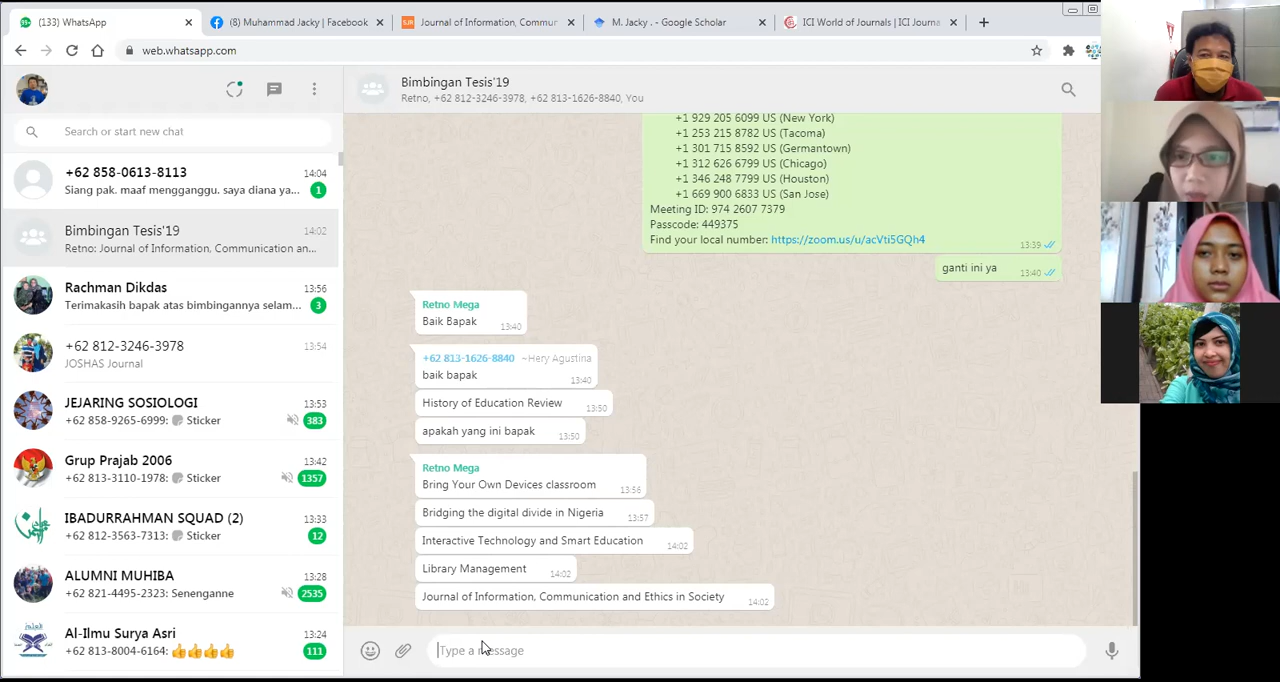 (133) WhatsApp
(8) Muhammad Jacky | Facebook
SJR
Journal of Information, Commur
M. Jacky . - Google Scholar
ICI World of Journals | ICI Journa
web.whatsapp.com
Search or start new chat
+62 858-0613-8113
14:04
Siang pak. maaf mengganggu. saya diana ya...
1
Bimbingan Tesis'19
14:02
Retno: Journal of Information, Communication an...
Rachman Dikdas
13:56
Terimakasih bapak atas bimbingannya selam...
3
+62 812-3246-3978
13:54
JOSHAS Journal
JEJARING SOSIOLOGI
13:53
+62 858-9265-6999: Sticker
383
Grup Prajab 2006
13:42
+62 813-3110-1978: Sticker
1357
IBADURRAHMAN SQUAD (2)
13:33
+62 812-3563-7313: Sticker
12
ALUMNI MUHIBA
13:28
+62 821-4495-2323: Senenganne
2535
Al-Ilmu Surya Asri
13:24
+62 813-8004-6164: 👍👍👍👍
111
Bimbingan Tesis'19
Retno, +62 812-3246-3978, +62 813-1626-8840, You
+1 929 205 6099 (New York)
+1 253 215 8782 (Tacoma)
+1 301 715 8592 (Germantown)
+1 312 626 6799 (Chicago)
+1 346 248 7799 US (Houston)
+1 669 900 6833 US (San Jose)
Meeting ID: 974 2607 7379
Passcode: 449375
Find your local number: https://zoom.us/u/acVti5GQh4
13:39
ganti ini ya
13:40
Retno Mega
Baik Bapak
13:40
+62 813-1626-8840 ~Hery Agustina
baik bapak
13:40
History of Education Review
13:50
apakah yang ini bapak
13:50
Retno Mega
Bring Your Own Devices classroom
13:56
Bridging the digital divide in Nigeria
13:57
Interactive Technology and Smart Education
14:02
Library Management
14:02
Journal of Information, Communication and Ethics in Society
14:02
Type a message